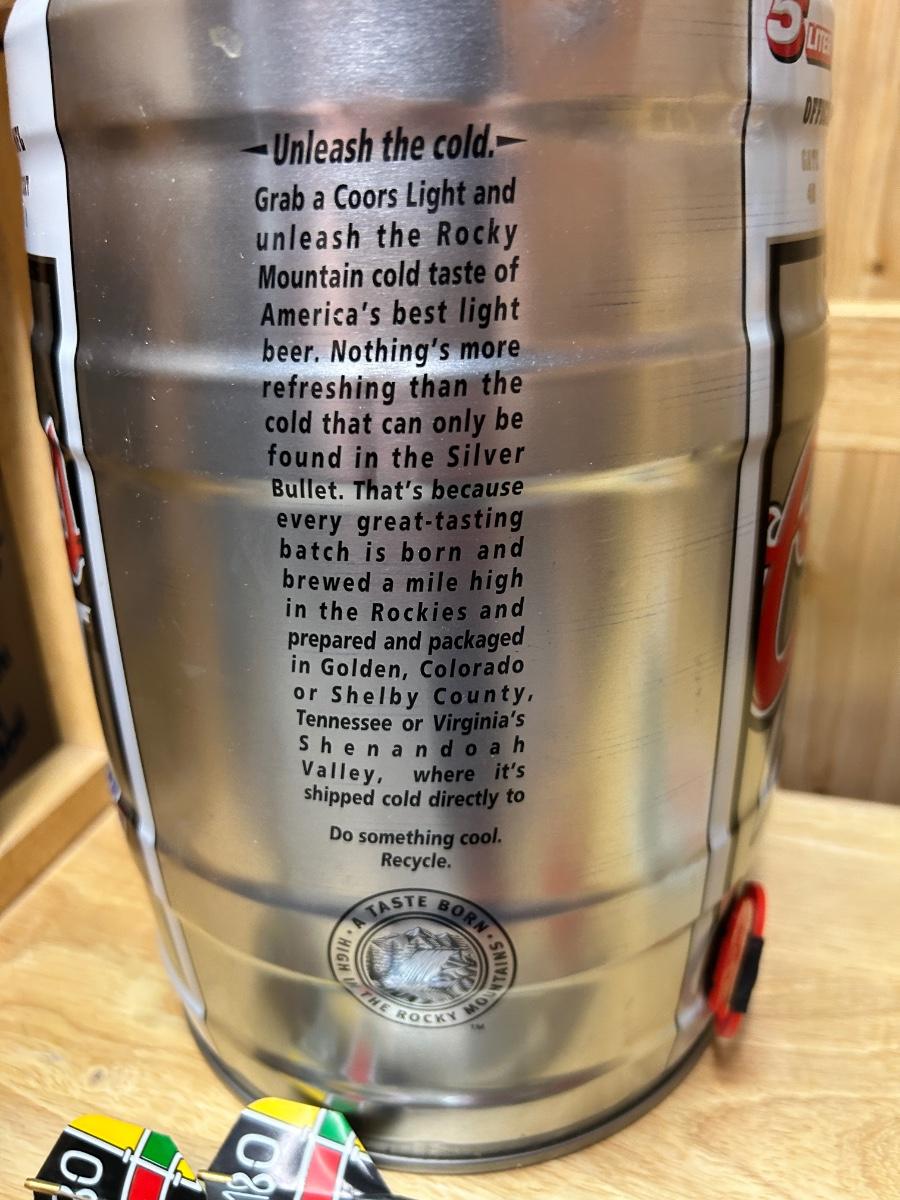 5
LITER
Unleash the cold.
Grab a Coors Light and
unleash the Rocky
Mountain cold taste of
America's best light
beer. Nothing's more
refreshing than the
cold that can only be
found in the Silver
Bullet. That's because
every great-tasting
batch is born and
brewed a mile high
in the Rockies and
prepared and packaged
in Golden, Colorado
or Shelby County,
Tennessee or Virginia's
Shenandoah
Valley, where it's
shipped cold directly to
Do something cool.
Recycle.
· A TASTE BORN ·
HIGH IN THE ROCKY MOUNTAINS
TM
180